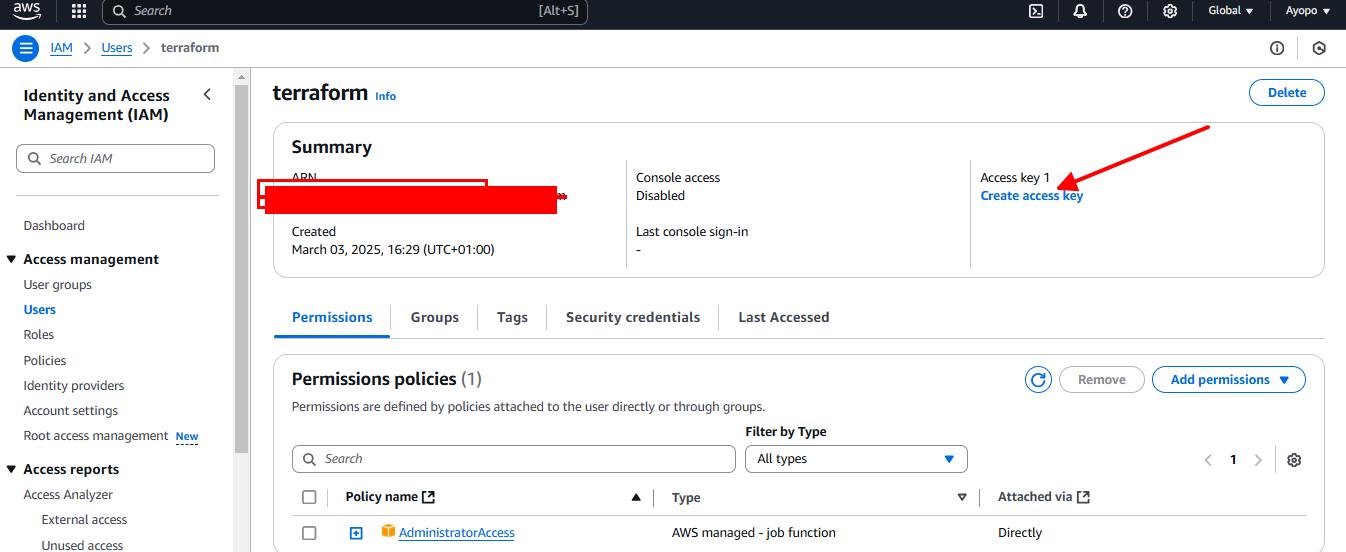 aws
Search [Alt+S]
Global
Ayopo
IAM > Users > terraform
Identity and Access
Management (IAM)
Search IAM
Dashboard
Access management
User groups
Users
Roles
Policies
Identity providers
Account settings
Root access management New
Access reports
Access Analyzer
External access
Unused access
terraform Info
Delete
Summary
ARN
Created
March 03, 2025, 16:29 (UTC+01:00)
Console access
Disabled
Last console sign-in
-
Access key 1
Create access key
Permissions
Groups
Tags
Security credentials
Last Accessed
Permissions policies (1)
Remove
Add permissions
Permissions are defined by policies attached to the user directly or through groups.
Filter by Type
Search
All types
1
Policy name
Type
Attached via
AdministratorAccess
AWS managed - job function
Directly